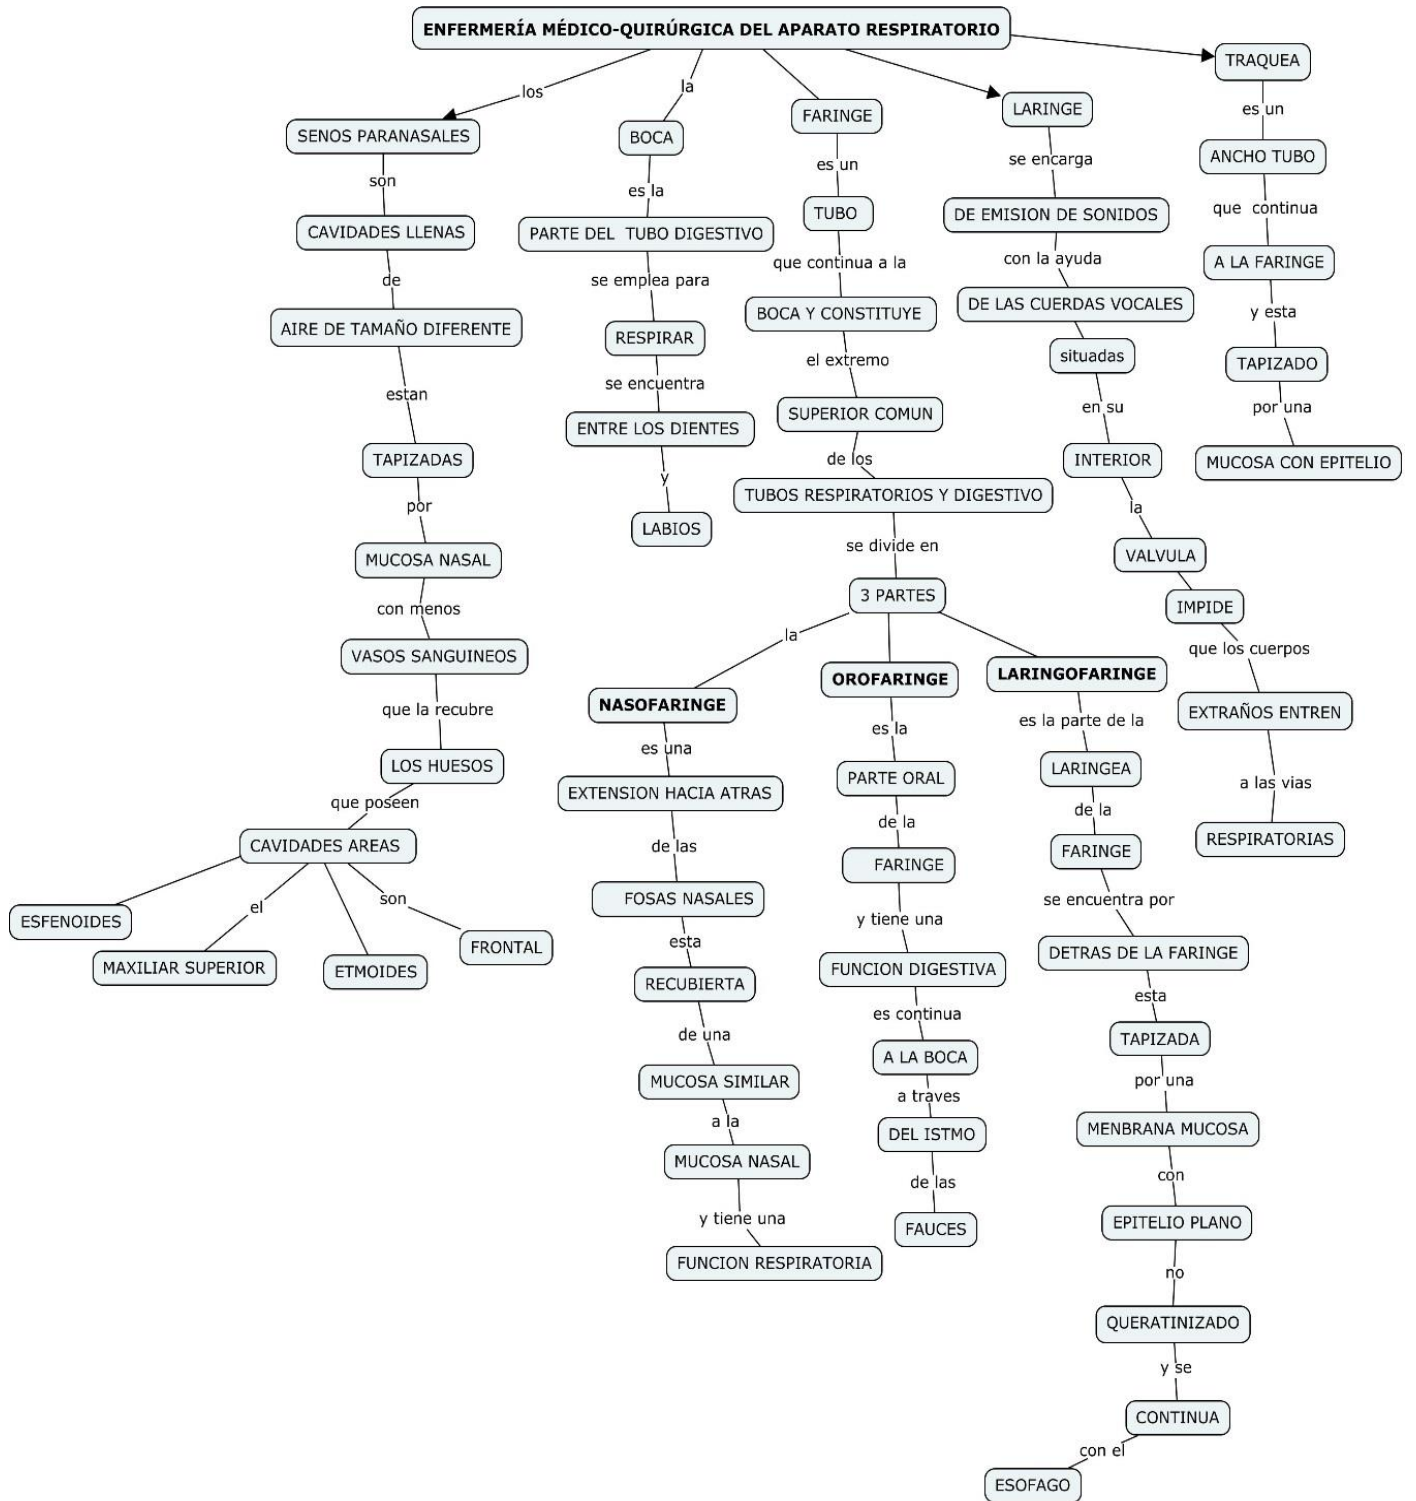 ENFERMERÍA MÉDICO-QUIRÚRGICA DEL APARATO RESPIRATORIO
los
SENOS PARANASALES
son
CAVIDADES LLENAS
de
AIRE DE TAMAÑO DIFERENTE
estan
TAPIZADAS
por
MUCOSA NASAL
con menos
VASOS SANGUINEOS
que la recubre
LOS HUESOS
que poseen
CAVIDADES AREAS
ESFENOIDES
el
MAXILIAR SUPERIOR
ETMOIDES
son
FRONTAL
la
BOCA
es la
PARTE DEL TUBO DIGESTIVO
se emplea para
RESPIRAR
se encuentra
ENTRE LOS DIENTES
y
LABIOS
FARINGE
es un
TUBO
que continua a la
BOCA Y CONSTITUYE
el extremo
SUPERIOR COMUN
de los
TUBOS RESPIRATORIOS Y DIGESTIVO
se divide en
3 PARTES
la
NASOFARINGE
es una
EXTENSION HACIA ATRAS
de las
FOSAS NASALES
esta
RECUBIERTA
de una
MUCOSA SIMILAR
a la
MUCOSA NASAL
y tiene una
FUNCION RESPIRATORIA
OROFARINGE
es la
PARTE ORAL
de la
FARINGE
y tiene una
FUNCION DIGESTIVA
es continua
A LA BOCA
a traves
DEL ISTMO
de las
FAUCES
LARINGOFARINGE
es la parte de la
LARINGEA
de la
FARINGE
se encuentra por
DETRAS DE LA FARINGE
esta
TAPIZADA
por una
MENBRANA MUCOSA
con
EPITELIO PLANO
no
QUERATINIZADO
y se
CONTINUA
con el
ESOFAGO
LARINGE
se encarga
DE EMISION DE SONIDOS
con la ayuda
DE LAS CUERDAS VOCALES
situadas
en su
INTERIOR
la
VALVULA
IMPIDE
que los cuerpos
EXTRAÑOS ENTREN
a las vias
RESPIRATORIAS
TRAQUEA
es un
ANCHO TUBO
que continua
A LA FARINGE
y esta
TAPIZADO
por una
MUCOSA CON EPITELIO